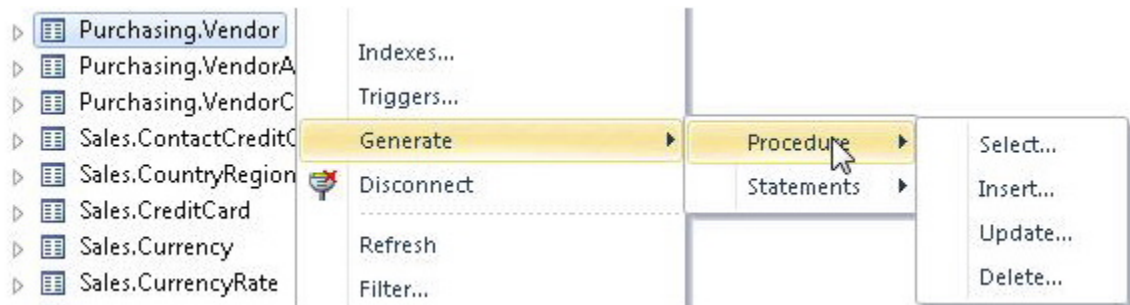 Purchasing.Vendor
Purchasing.VendorA
Purchasing.VendorC
Sales.ContactCreditC
Sales.CountryRegion
Sales.CreditCard
Sales.Currency
Sales.CurrencyRate
Indexes...
Triggers...
Generate
Disconnect
Refresh
Filter...
Procedure
Statements
Select...
Insert...
Update...
Delete...